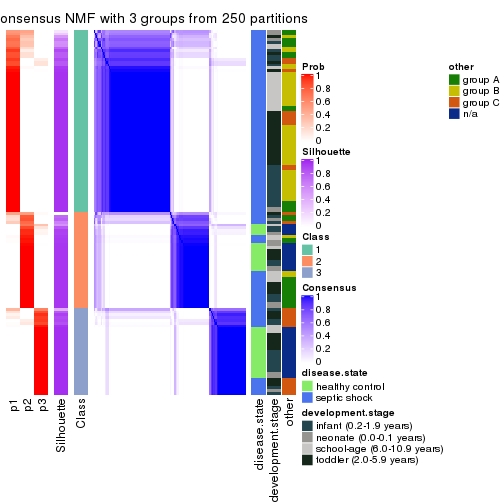 onsensus NMF with 3 groups from 250 partitions
Prob
1
0.8
0.6
0.4
0.2
0
Silhouette
1
0.8
0.6
0.4
0.2
0
Class
1
2
3
Consensus
1
0.8
0.6
0.4
0.2
0
disease.state
healthy control
septic shock
development.stage
infant (0.2-1.9 years)
neonate (0.0-0.1 years)
school-age (6.0-10.9 years)
toddler (2.0-5.9 years)
other
group A
group B
group C
n/a
p1
p2
p3
Silhouette
Class
disease.state
development.stage
other